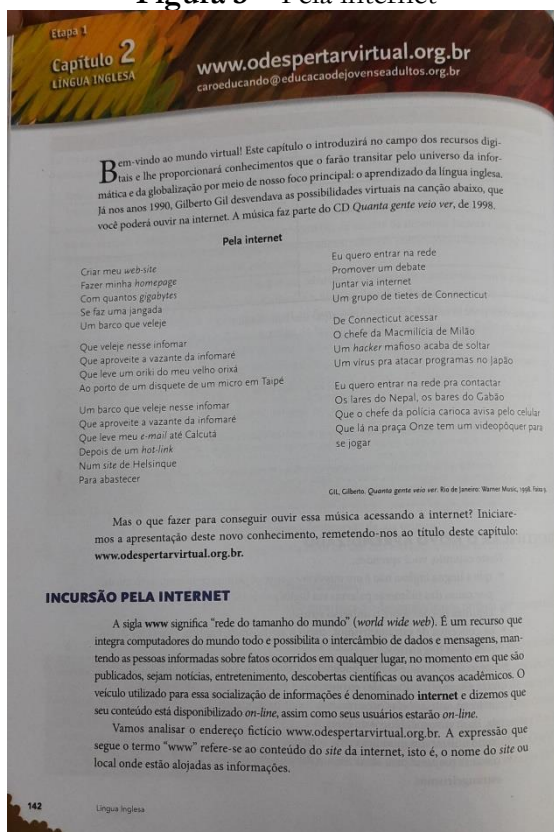 Figura 3 – Pela internet
Etapa 1
Capítulo 2
LÍNGUA INGLESA
www.odespertarvirtual.org.br
caroeducando@educacaodejovenseadultos.org.br
Bem-vindo ao mundo virtual! Este capítulo o introduzirá no campo dos recursos digi-
tais e lhe proporcionará conhecimentos que o farão transitar pelo universo da infor-
mática e da globalização por meio de nosso foco principal: o aprendizado da língua inglesa.
Já nos anos 1990, Gilberto Gil desvendava as possibilidades virtuais na canção abaixo, que
você poderá ouvir na internet. A música faz parte do CD Quanta gente veio ver, de 1998.
Pela internet
Criar meu web-site
Fazer minha homepage
Com quantos gigabytes
Se faz uma jangada
Um barco que veleje
Que veleje nesse infomar
Que aproveite a vazante da infomaré
Que leve um oriki do meu velho orixá
Ao porto de um disquete de um micro em Taipé
Um barco que veleje nesse infomar
Que aproveite a vazante da infomaré
Que leve meu e-mail até Calcutá
Depois de um hot-link
Num site de Helsinque
Para abastecer
Eu quero entrar na rede
Promover um debate
Juntar via internet
Um grupo de tietes de Connecticut
De Connecticut acessar
O chefe da Macmilícia de Milão
Um hacker mafioso acaba de soltar
Um vírus pra atacar programas no Japão
Eu quero entrar na rede pra contactar
Os lares do Nepal, os bares do Gabão
Que o chefe da polícia carioca avisa pelo celular
Que lá na praça Onze tem um videopôquer para
se jogar
GIL, Gilberto. Quanta gente veio ver. Rio de Janeiro: Warner Music, 1998.
Mas o que fazer para conseguir ouvir essa música acessando a internet? Iniciare-
mos a apresentação deste novo conhecimento, remetendo-nos ao título deste capítulo:
www.odespertarvirtual.org.br.
INCURSÃO PELA INTERNET
A sigla www significa "rede do tamanho do mundo" (world wide web). É um recurso que
integra computadores do mundo todo e possibilita o intercâmbio de dados e mensagens, man-
tendo as pessoas informadas sobre fatos ocorridos em qualquer lugar, no momento em que são
publicados, sejam notícias, entretenimento, descobertas científicas ou avanços acadêmicos. O
veículo utilizado para essa socialização de informações é denominado internet e dizemos que
seu conteúdo está disponibilizado on-line, assim como seus usuários estarão on-line.
Vamos analisar o endereço fictício www.odespertarvirtual.org.br. A expressão que
segue o termo "www" refere-se ao conteúdo do site da internet, isto é, o nome do site ou
local onde estão alojadas as informações.
142
Língua Inglesa